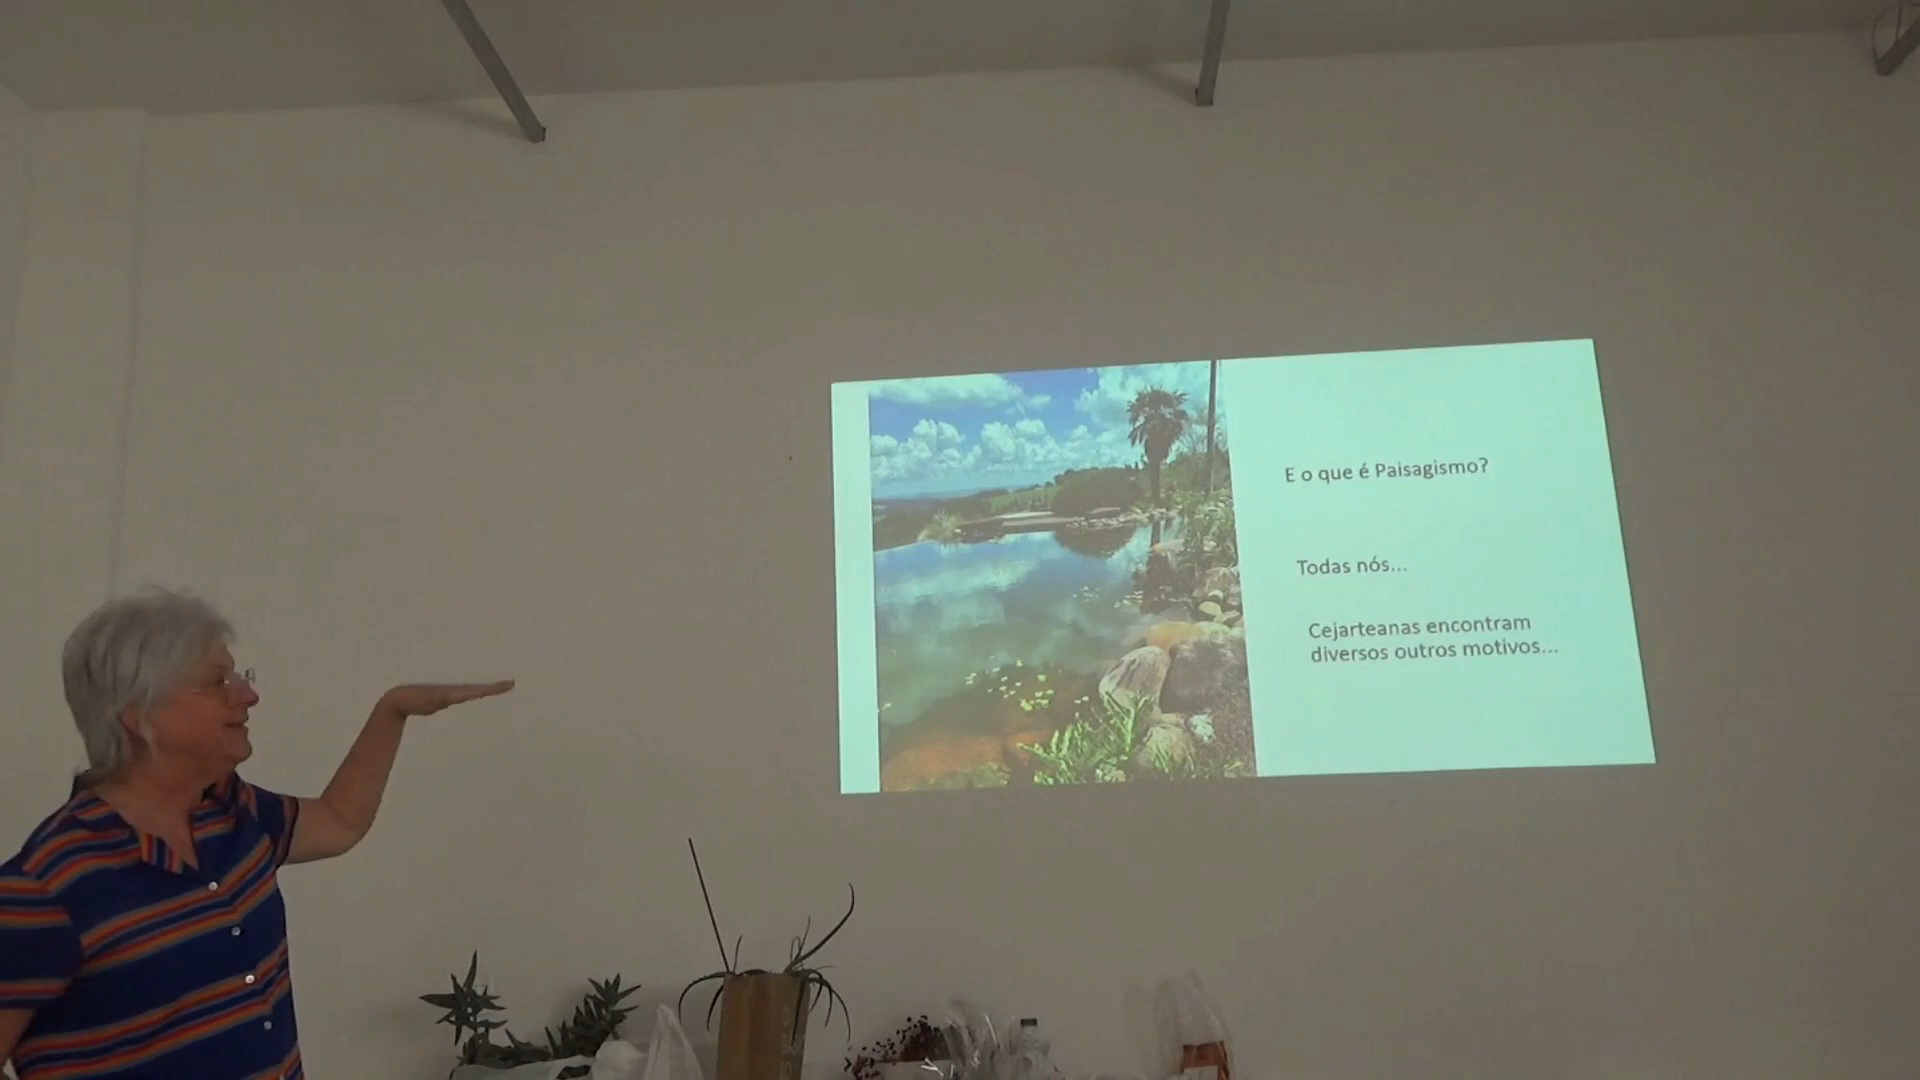 E o que é Paisagismo?
Todas nós...
Cejarteanas encontram
diversos outros motivos...